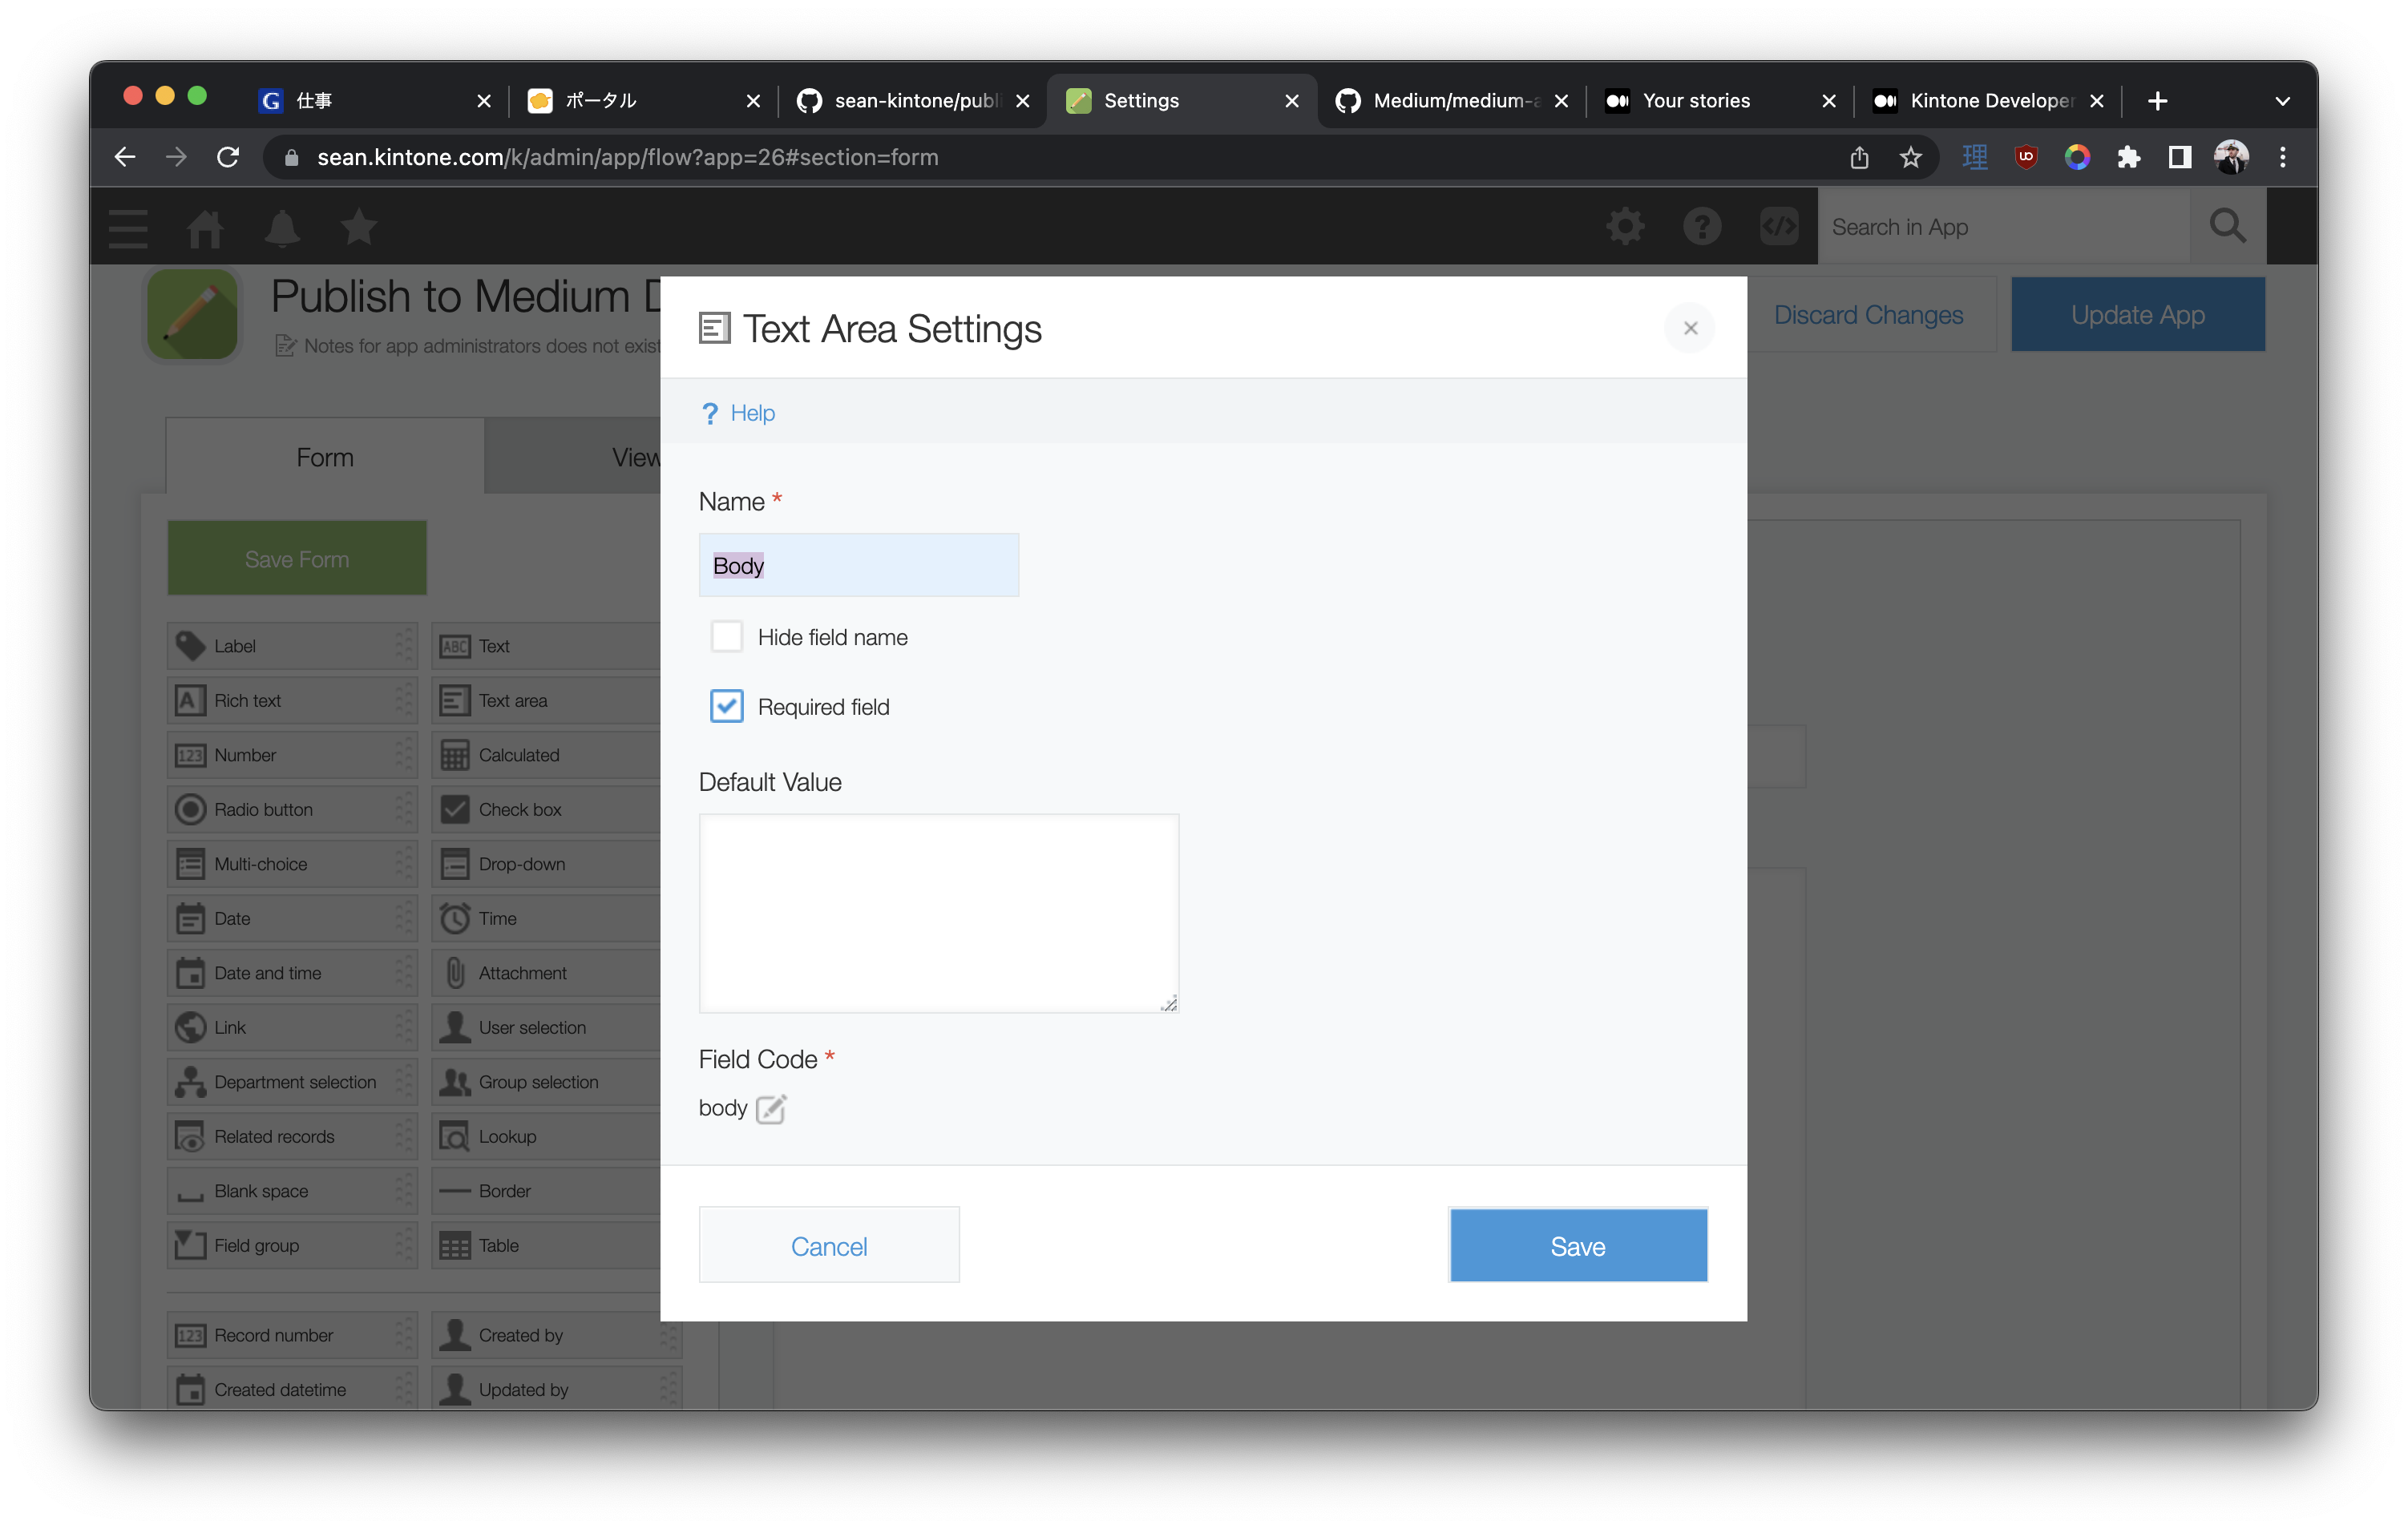 仕事
ポータル
sean-kintone/publi
Settings
Medium/medium-a
Your stories
Kintone Developer
sean.kintone.com/k/admin/app/flow?app=26#section=form
理
Search in App
Publish to Medium D
Notes for app administrators does not exist
Discard Changes
Update App
Text Area Settings
? Help
Form
View
Save Form
Name *
Body
Hide field name
Required field
Default Value
Field Code *
body
Cancel
Save
Label
Text
Rich text
Text area
Number
Calculated
Radio button
Check box
Multi-choice
Drop-down
Date
Time
Date and time
Attachment
Link
User selection
Department selection
Group selection
Related records
Lookup
Blank space
Border
Field group
Table
Record number
Created by
Created datetime
Updated by